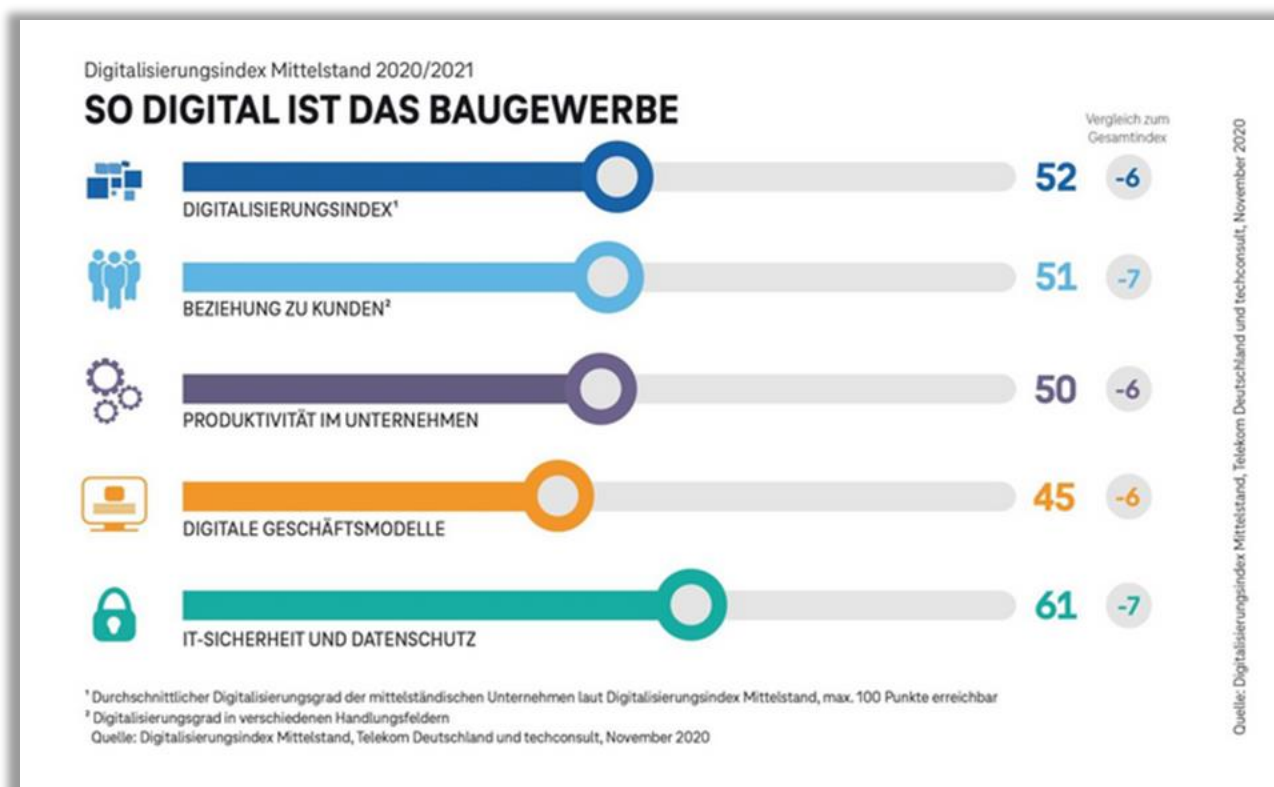 Digitalisierungsindex Mittelstand 2020/2021
SO DIGITAL IST DAS BAUGEWERBE
Vergleich zum
Gesamtindex
52 -6
DIGITALISIERUNGSINDEX¹
51 -7
BEZIEHUNG ZU KUNDEN²
50 -6
PRODUKTIVITÄT IM UNTERNEHMEN
45 -6
DIGITALE GESCHÄFTSMODELLE
61 -7
IT-SICHERHEIT UND DATENSCHUTZ
¹ Durchschnittlicher Digitalisierungsgrad der mittelständischen Unternehmen laut Digitalisierungsindex Mittelstand, max. 100 Punkte erreichbar
² Digitalisierungsgrad in verschiedenen Handlungsfeldern
Quelle: Digitalisierungsindex Mittelstand, Telekom Deutschland und techconsult, November 2020
Quelle: Digitalisierungsindex Mittelstand, Telekom Deutschland und techconsult, November 2020